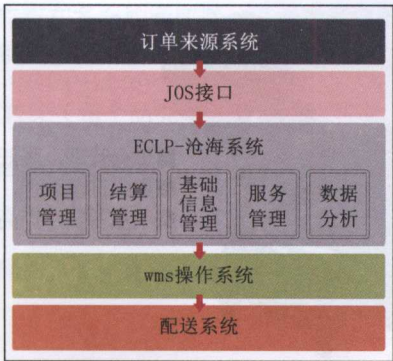 订单来源系统
JOS接口
ECLP-沧海系统
项目管理
结算管理
基础信息管理
服务管理
数据分析
wms操作系统
配送系统